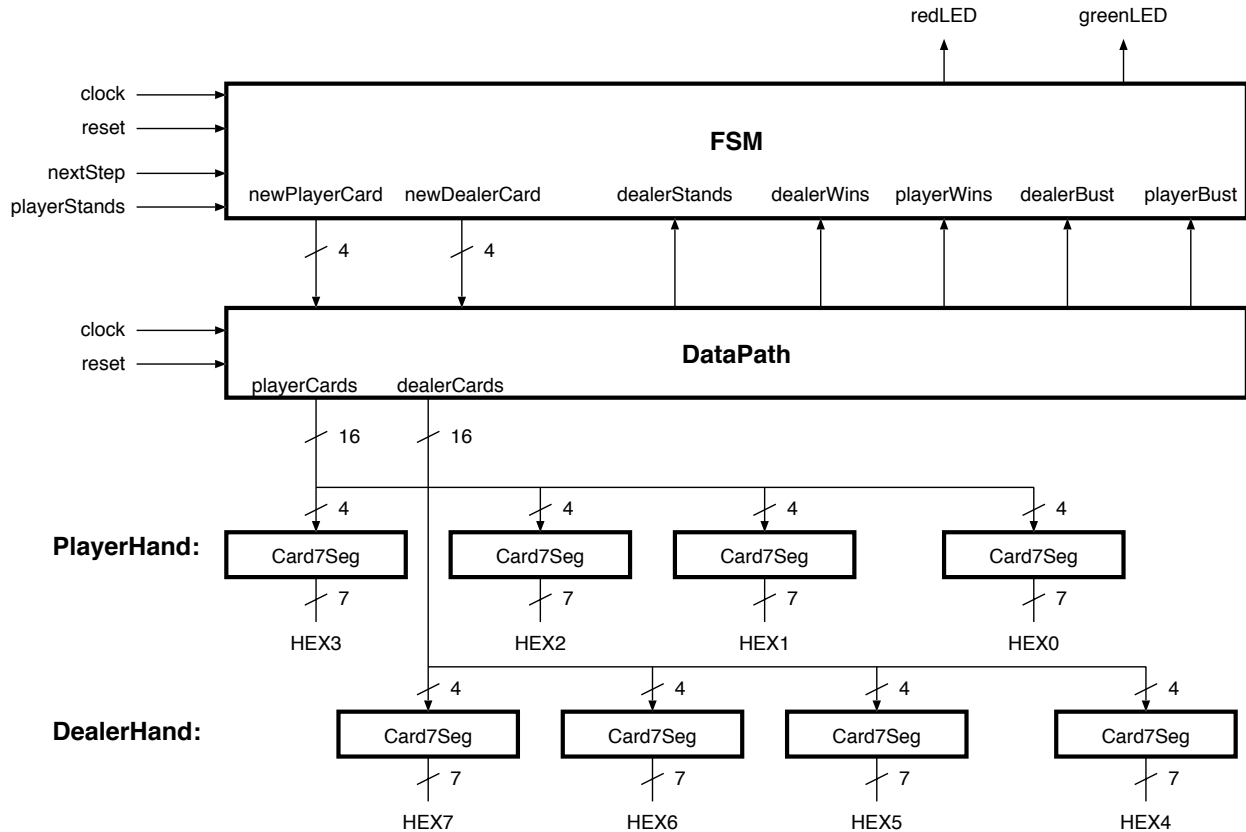 redLED greenLED
clock
reset
FSM
nextStep
playerStands
newPlayerCard newDealerCard dealerStands dealerWins playerWins dealerBust playerBust
4 4
clock
reset
DataPath
playerCards dealerCards
16 16
4 4 4 4
PlayerHand: Card7Seg Card7Seg Card7Seg Card7Seg
7 7 7 7
HEX3 HEX2 HEX1 HEX0
4 4 4 4
DealerHand: Card7Seg Card7Seg Card7Seg Card7Seg
7 7 7 7
HEX7 HEX6 HEX5 HEX4